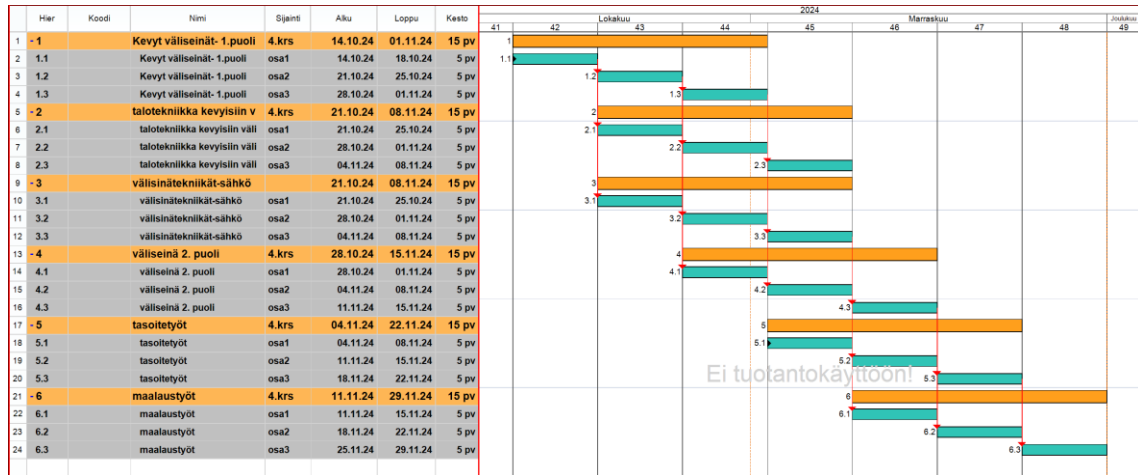 2024
Hier Koodi Nimi Sijainti Alku Loppu Kesto Lokakuu Marraskuu Joulukuu
41 42 43 44 45 46 47 48 49
1 - 1 Kevyt väliseinät- 1.puoli 4.krs 14.10.24 01.11.24 15 pv 1
2 1.1 Kevyt väliseinät- 1.puoli osa1 14.10.24 18.10.24 5 pv 1.1
3 1.2 Kevyt väliseinät- 1.puoli osa2 21.10.24 25.10.24 5 pv 1.2
4 1.3 Kevyt väliseinät- 1.puoli osa3 28.10.24 01.11.24 5 pv 1.3
5 - 2 talotekniikka kevyisiin v 4.krs 21.10.24 08.11.24 15 pv 2
6 2.1 talotekniikka kevyisiin väli osa1 21.10.24 25.10.24 5 pv 2.1
7 2.2 talotekniikka kevyisiin väli osa2 28.10.24 01.11.24 5 pv 2.2
8 2.3 talotekniikka kevyisiin väli osa3 04.11.24 08.11.24 5 pv 2.3
9 - 3 välisinätekniikät-sähkö 21.10.24 08.11.24 15 pv 3
10 3.1 välisinätekniikät-sähkö osa1 21.10.24 25.10.24 5 pv 3.1
11 3.2 välisinätekniikät-sähkö osa2 28.10.24 01.11.24 5 pv 3.2
12 3.3 välisinätekniikät-sähkö osa3 04.11.24 08.11.24 5 pv 3.3
13 - 4 väliseinä 2. puoli 4.krs 28.10.24 15.11.24 15 pv 4
14 4.1 väliseinä 2. puoli osa1 28.10.24 01.11.24 5 pv 4.1
15 4.2 väliseinä 2. puoli osa2 04.11.24 08.11.24 5 pv 4.2
16 4.3 väliseinä 2. puoli osa3 11.11.24 15.11.24 5 pv 4.3
17 - 5 tasoitetyöt 4.krs 04.11.24 22.11.24 15 pv 5
18 5.1 tasoitetyöt osa1 04.11.24 08.11.24 5 pv 5.1
19 5.2 tasoitetyöt osa2 11.11.24 15.11.24 5 pv 5.2
Ei tuotantokäyttöön!
20 5.3 tasoitetyöt osa3 18.11.24 22.11.24 5 pv 5.3
21 - 6 maalaustyöt 4.krs 11.11.24 29.11.24 15 pv 6
22 6.1 maalaustyöt osa1 11.11.24 15.11.24 5 pv 6.1
23 6.2 maalaustyöt osa2 18.11.24 22.11.24 5 pv 6.2
24 6.3 maalaustyöt osa3 25.11.24 29.11.24 5 pv 6.3